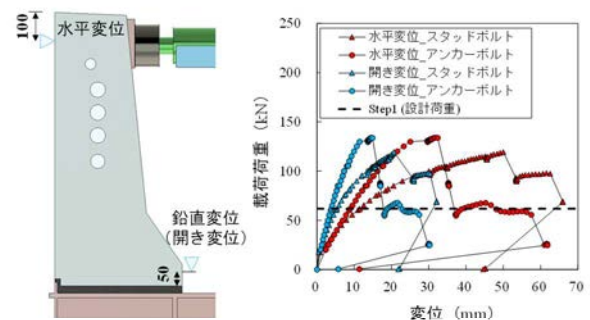 100
水平変位
鉛直変位
(開き変位)
50
250
200
150
100
50
0
載荷荷重 (kN)
水平変位_スタッドボルト
水平変位_アンカーボルト
開き変位_スタッドボルト
開き変位_アンカーボルト
Step1 (設計荷重)
0 10 20 30 40 50 60 70
変位 (mm)